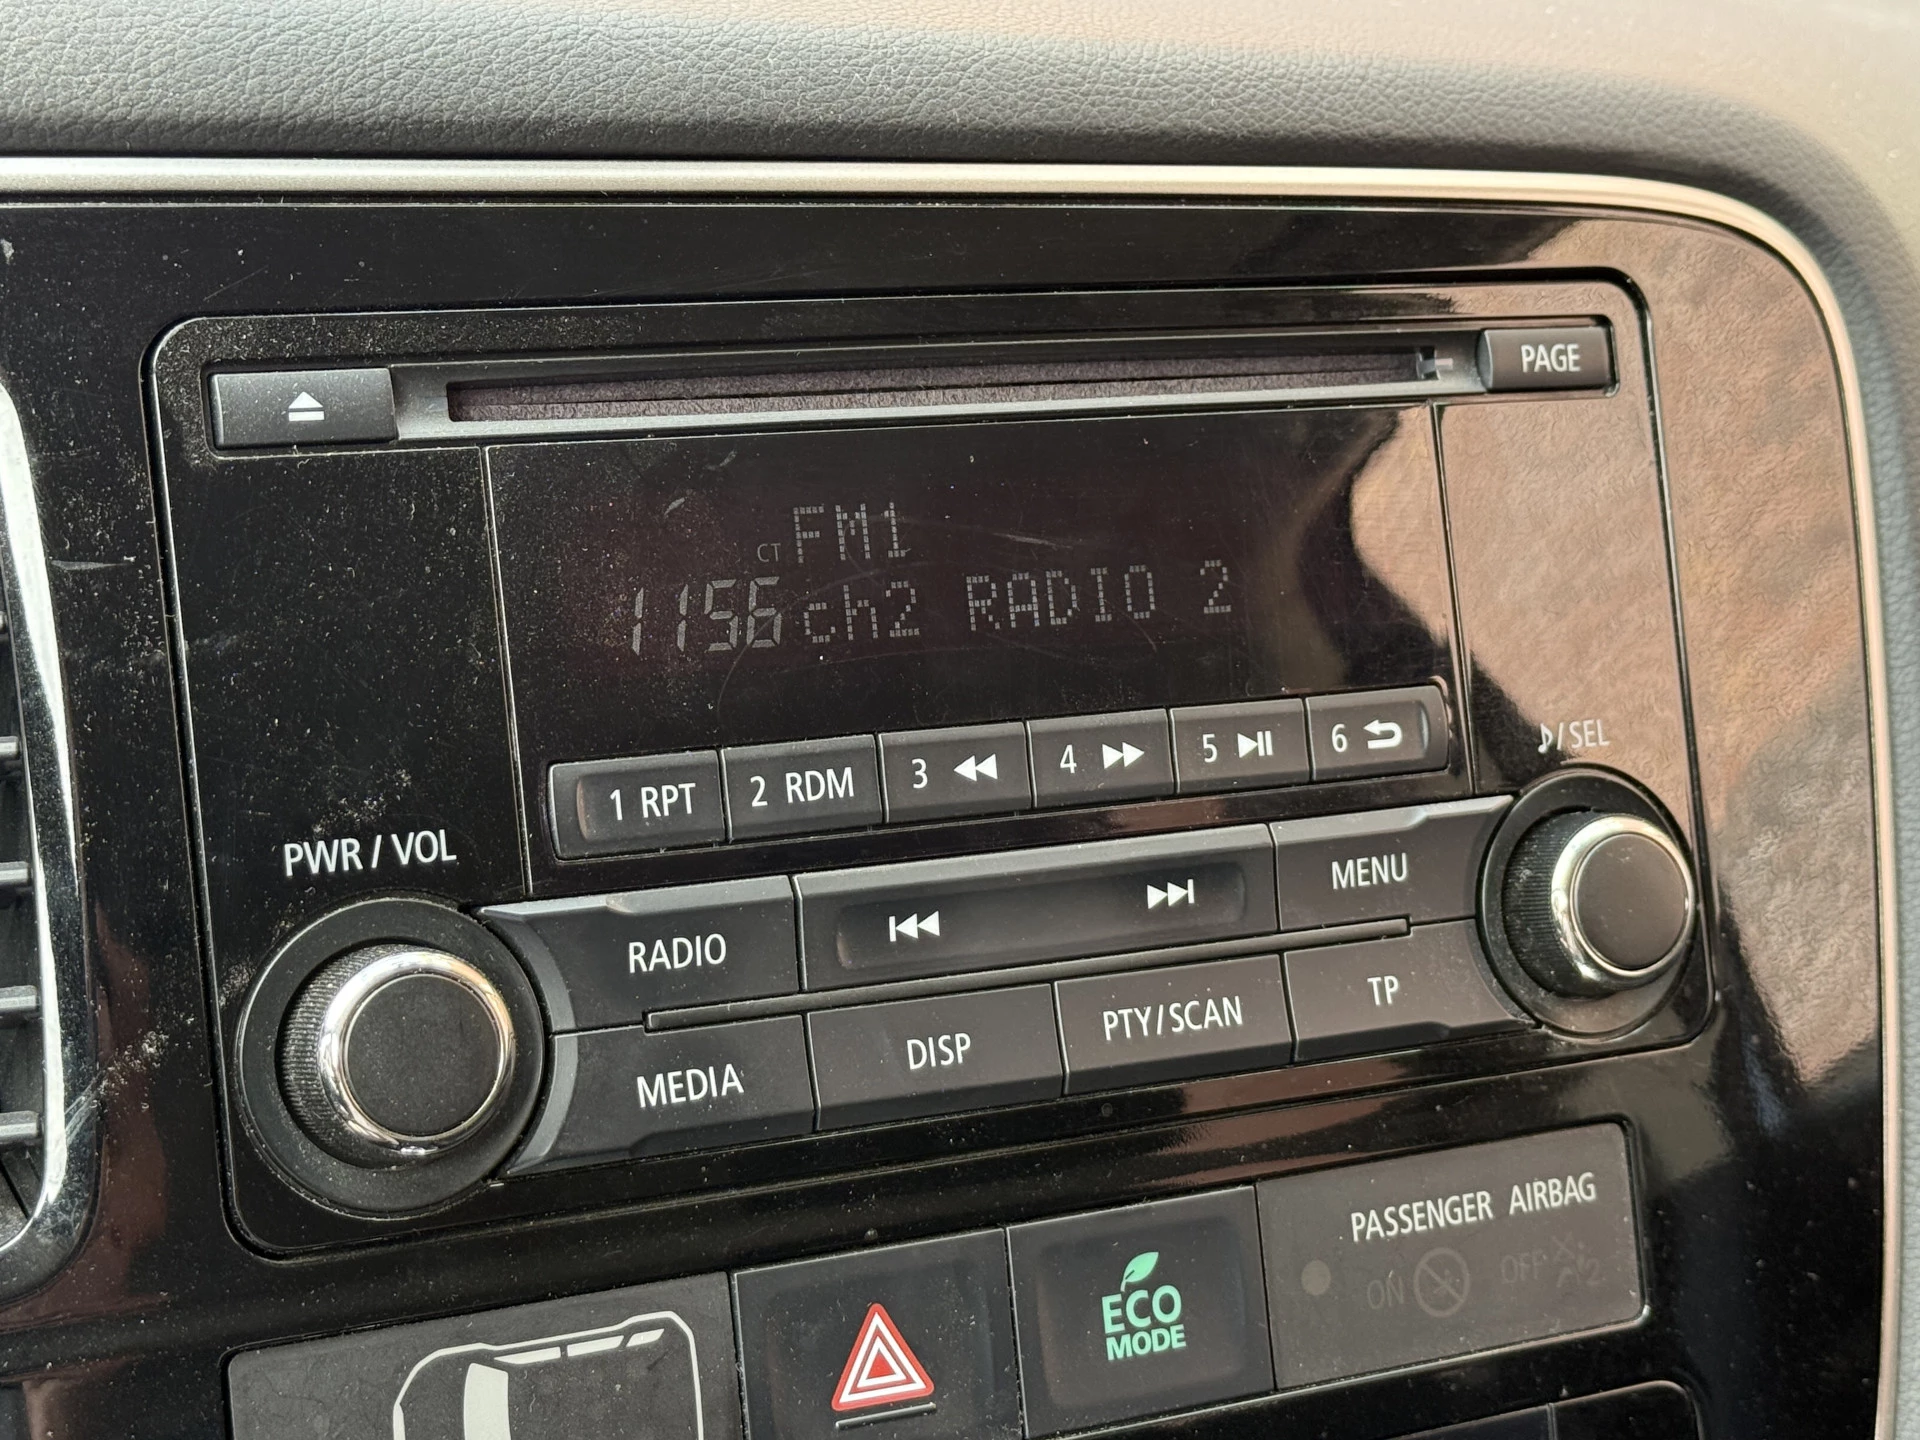 PAGE
CT FM1
1156 ch2 RADIO 2
1 RPT 2 RDM 3 4 5 6
PWR / VOL
/SEL
RADIO
MENU
MEDIA
DISP
PTY/SCAN
TP
PASSENGER AIRBAG
ON OFF
ECO
MODE